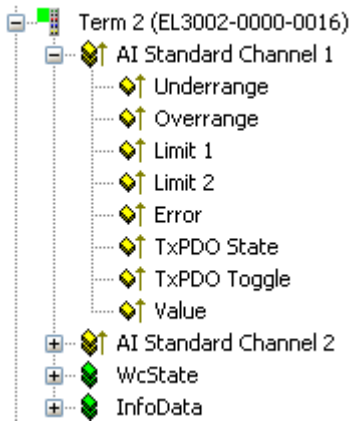 Term 2 (EL3002-0000-0016)
AI Standard Channel 1
Underrange
Overrange
Limit 1
Limit 2
Error
TxPDO State
TxPDO Toggle
Value
AI Standard Channel 2
WcState
InfoData